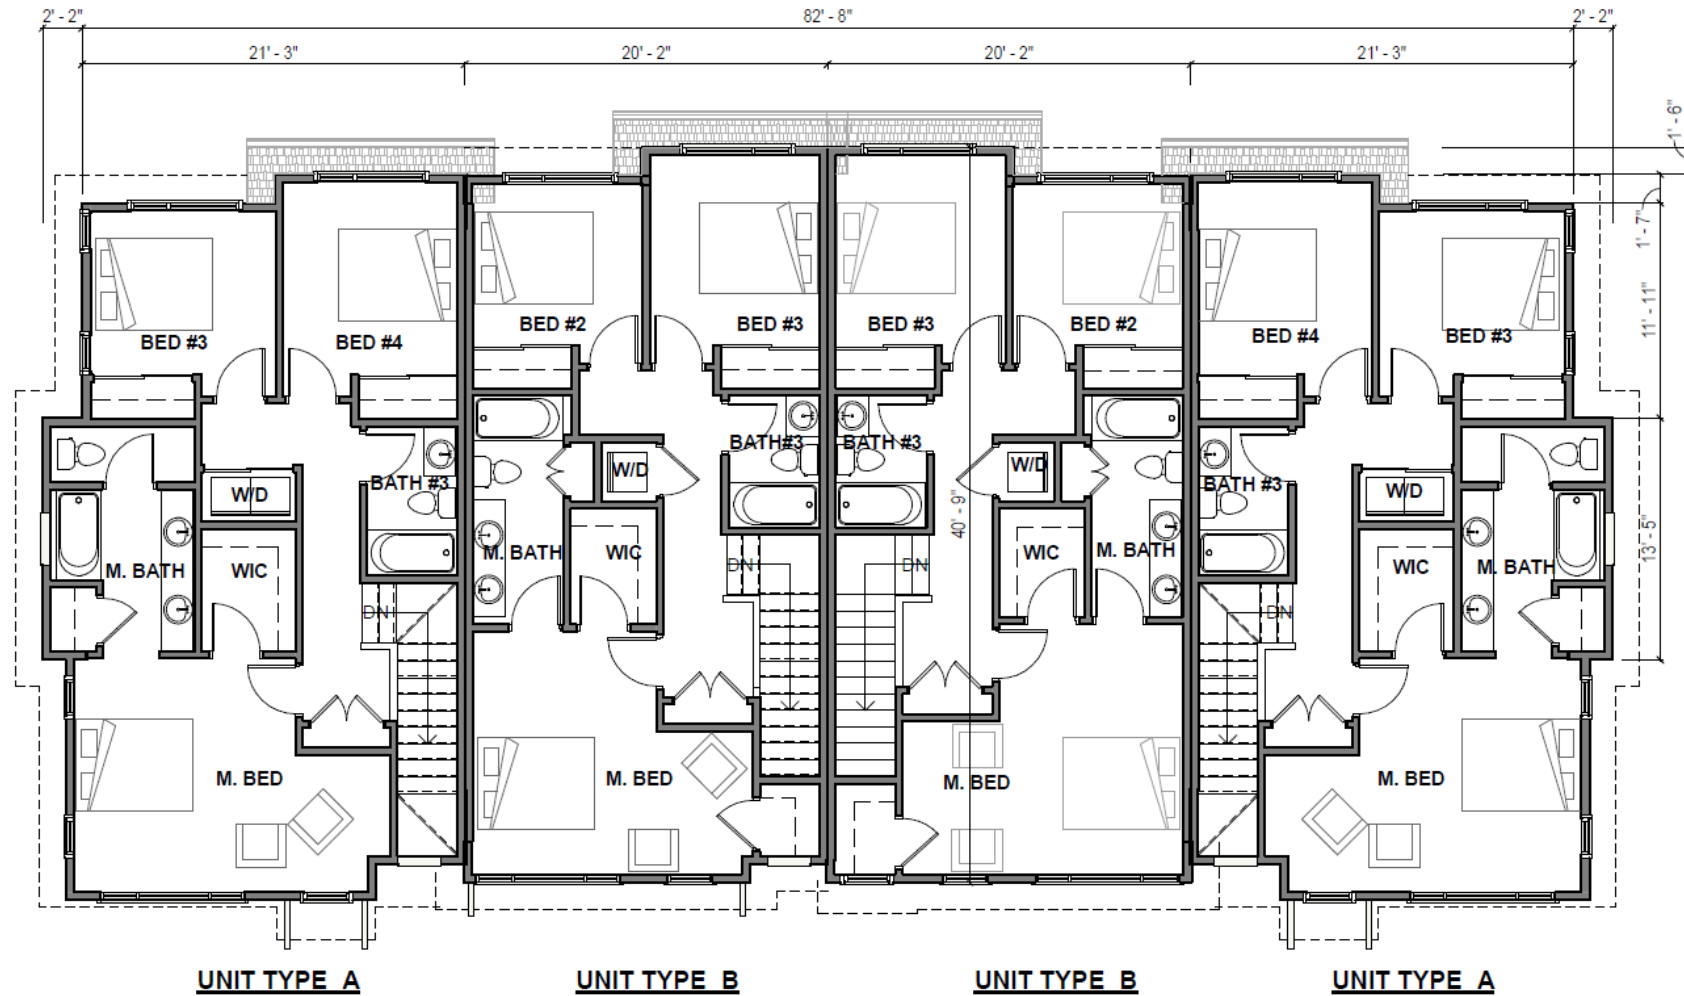 2' - 2" 82' - 8" 2' - 2"
21' - 3" 20' - 2" 20' - 2" 21' - 3"
1' - 6"
1' - 7"
11' - 11"
BED #3 BED #4 BED #2 BED #3 BED #3 BED #2 BED #4 BED #3
BATH#3 BATH #3
W/D W/D
BATH #3 BATH #3
W/D W/D
40' - 9"
13' - 5"
M. BATH WIC M. BATH WIC WIC M. BATH WIC M. BATH
DN DN
DN DN
M. BED M. BED M. BED M. BED
UNIT TYPE A UNIT TYPE B UNIT TYPE B UNIT TYPE A